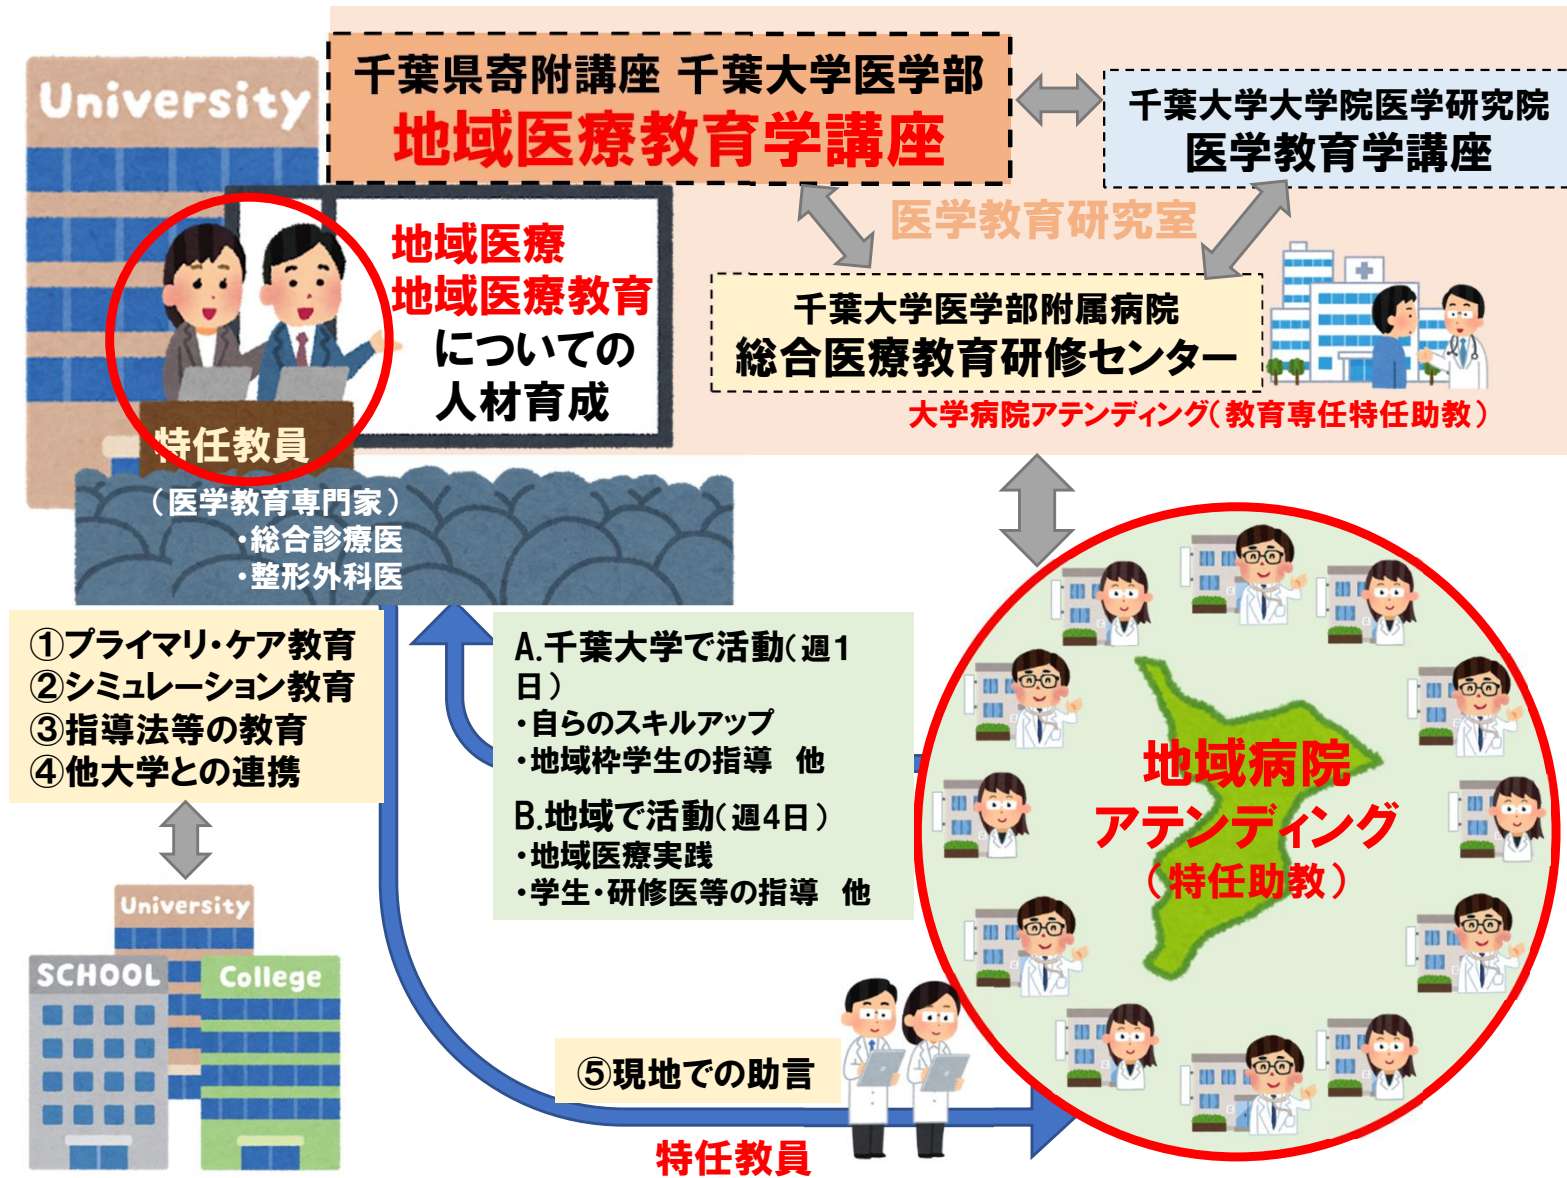 University
千葉県寄附講座 千葉大学医学部
地域医療教育学講座
千葉大学大学院医学研究院
医学教育学講座
医学教育研究室
千葉大学医学部附属病院
総合医療教育研修センター
大学病院アテンディング(教育専任特任助教)
地域医療
地域医療教育
についての
人材育成
特任教員
(医学教育専門家)
・総合診療医
・整形外科医
①プライマリ・ケア教育
②シミュレーション教育
③指導法等の教育
④他大学との連携
A.千葉大学で活動(週1
日)
・自らのスキルアップ
・地域枠学生の指導　他
B.地域で活動(週4日)
・地域医療実践
・学生・研修医等の指導　他
地域病院
アテンディング
(特任助教)
University
SCHOOL
College
⑤現地での助言
特任教員